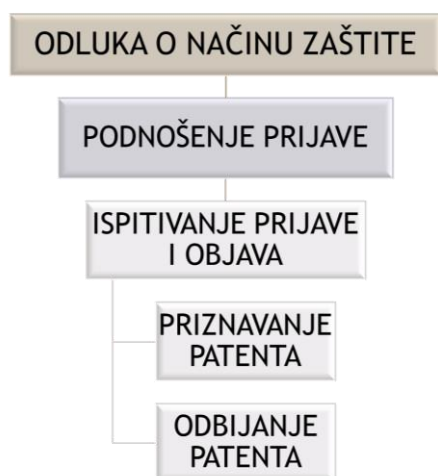 ODLUKA O NAČINU ZAŠTITE
PODNOŠENJE PRIJAVE
ISPITIVANJE PRIJAVE
I OBJAVA
PRIZNAVANJE
PATENTA
ODBIJANJE
PATENTA